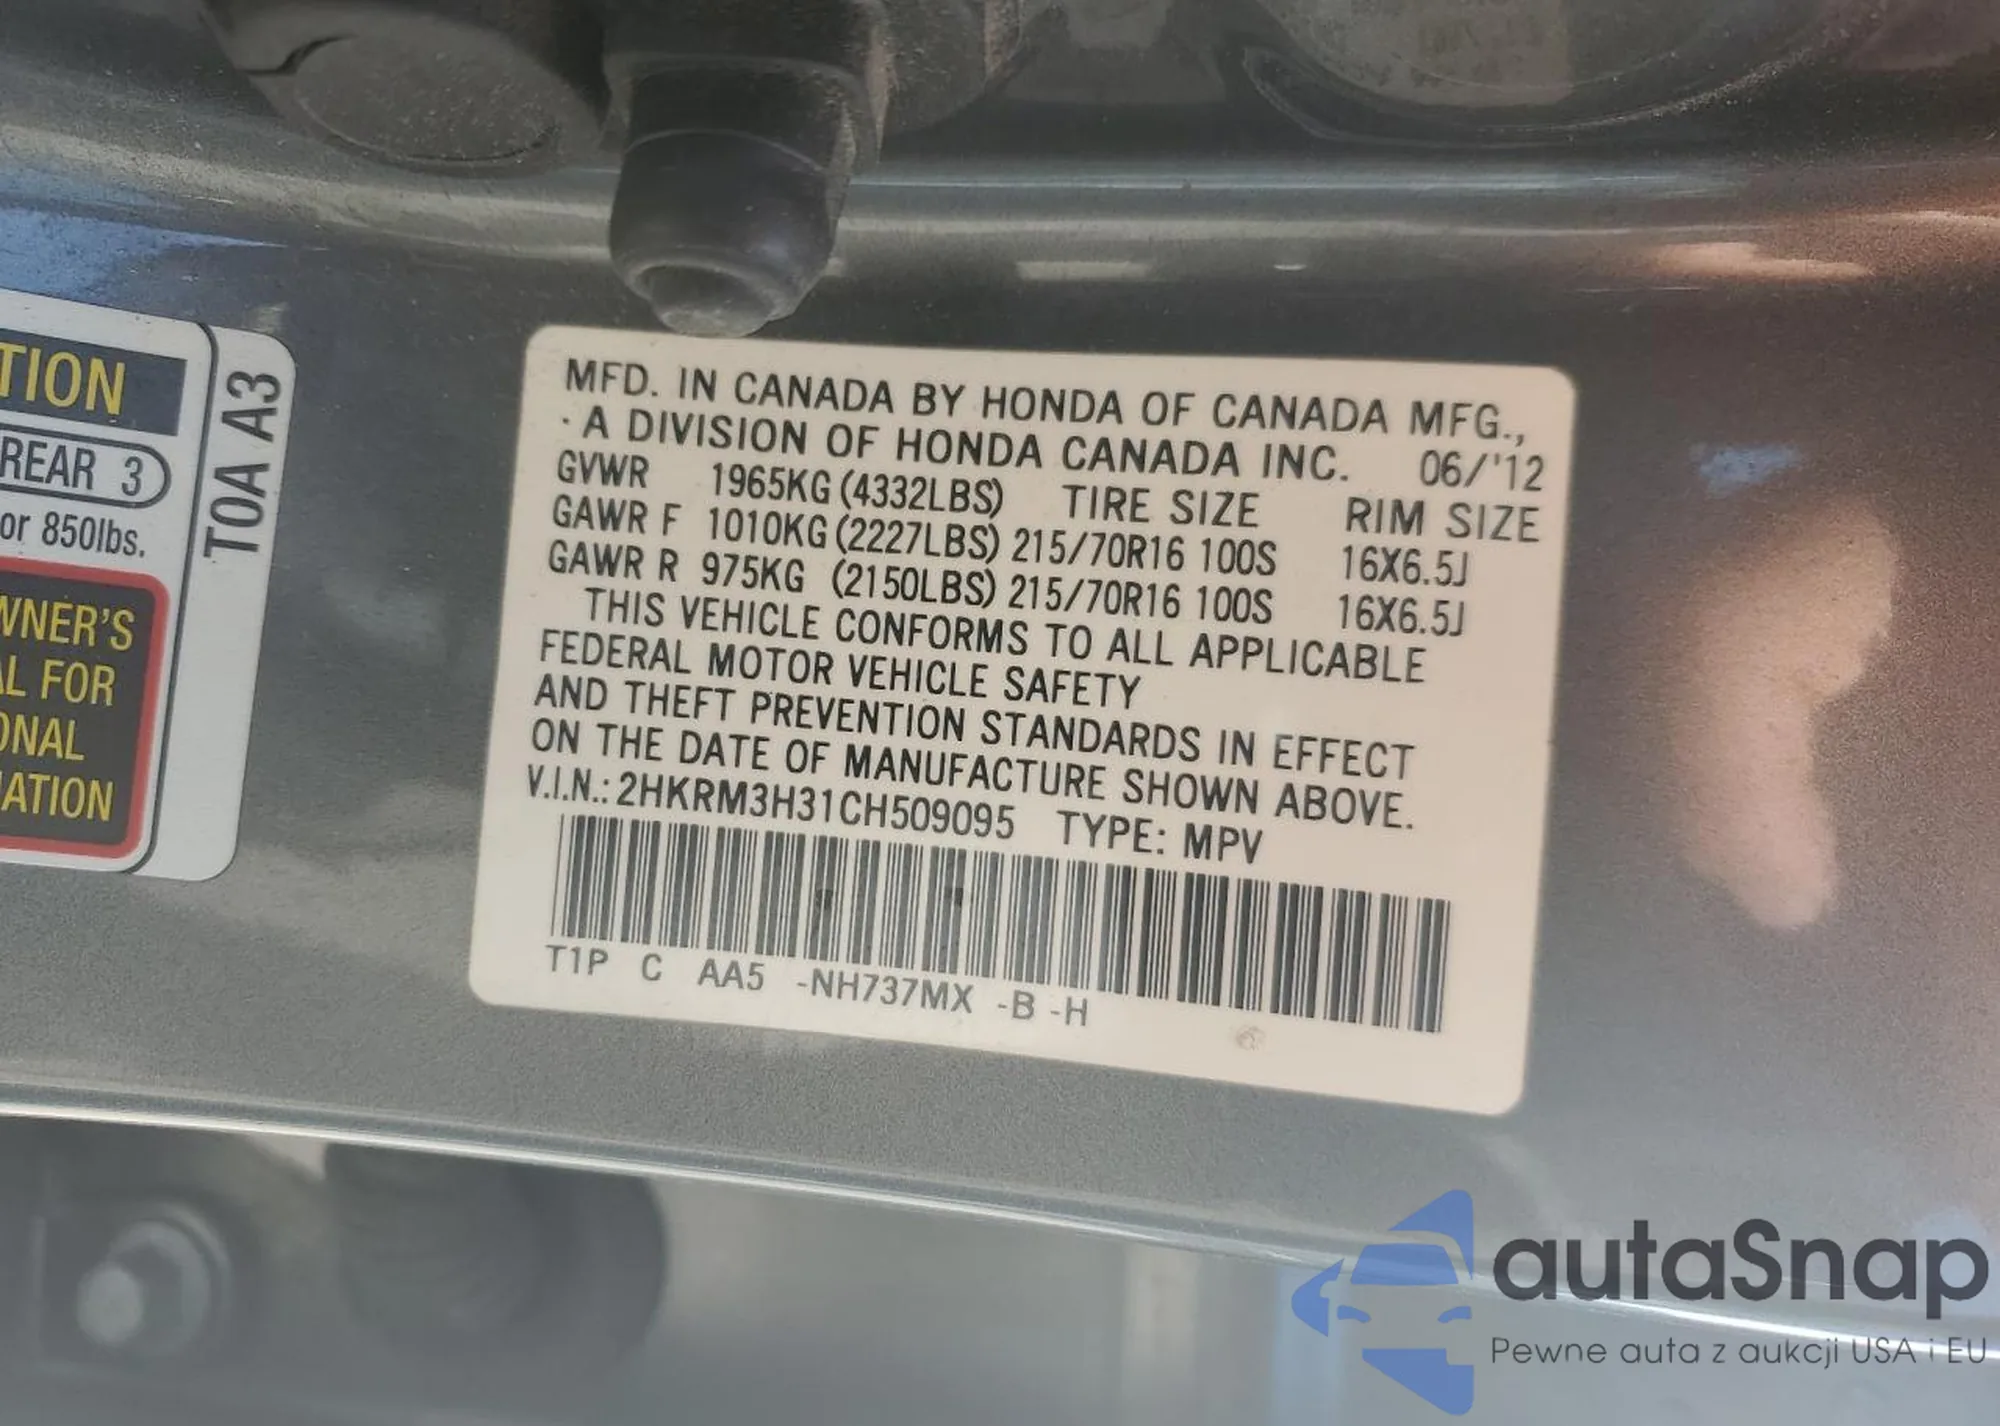 TION
REAR 3
or 850lbs.
WNER'S
AL FOR
ONAL
ATION
TOA A3
MFD. IN CANADA BY HONDA OF CANADA MFG.,
A DIVISION OF HONDA CANADA INC. 06/'12
GVWR 1965KG (4332LBS) TIRE SIZE RIM SIZE
GAWR F 1010KG (2227LBS) 215/70R16 100S 16X6.5J
GAWR R 975KG (2150LBS) 215/70R16 100S 16X6.5J
THIS VEHICLE CONFORMS TO ALL APPLICABLE
FEDERAL MOTOR VEHICLE SAFETY
AND THEFT PREVENTION STANDARDS IN EFFECT
ON THE DATE OF MANUFACTURE SHOWN ABOVE.
V.I.N.: 2HKRM3H31CH509095 TYPE: MPV
T1P C AA5 -NH737MX -B -H
autaSnap
Pewne auta z aukcji USA i EU